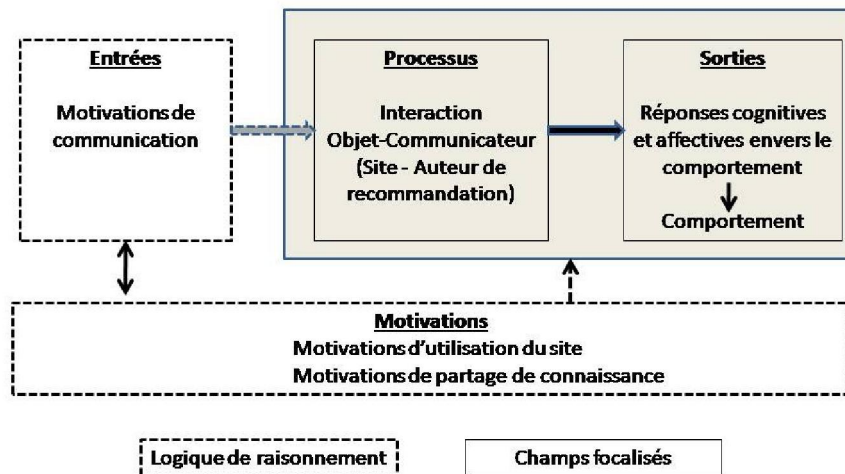 Entrées
Motivations de
communication
Processus
Interaction
Objet-Communicateur
(Site - Auteur de
recommandation)
Sorties
Réponses cognitives
et affectives envers le
comportement
Comportement
Motivations
Motivations d'utilisation du site
Motivations de partage de connaissance
Logique de raisonnement
Champs focalisés